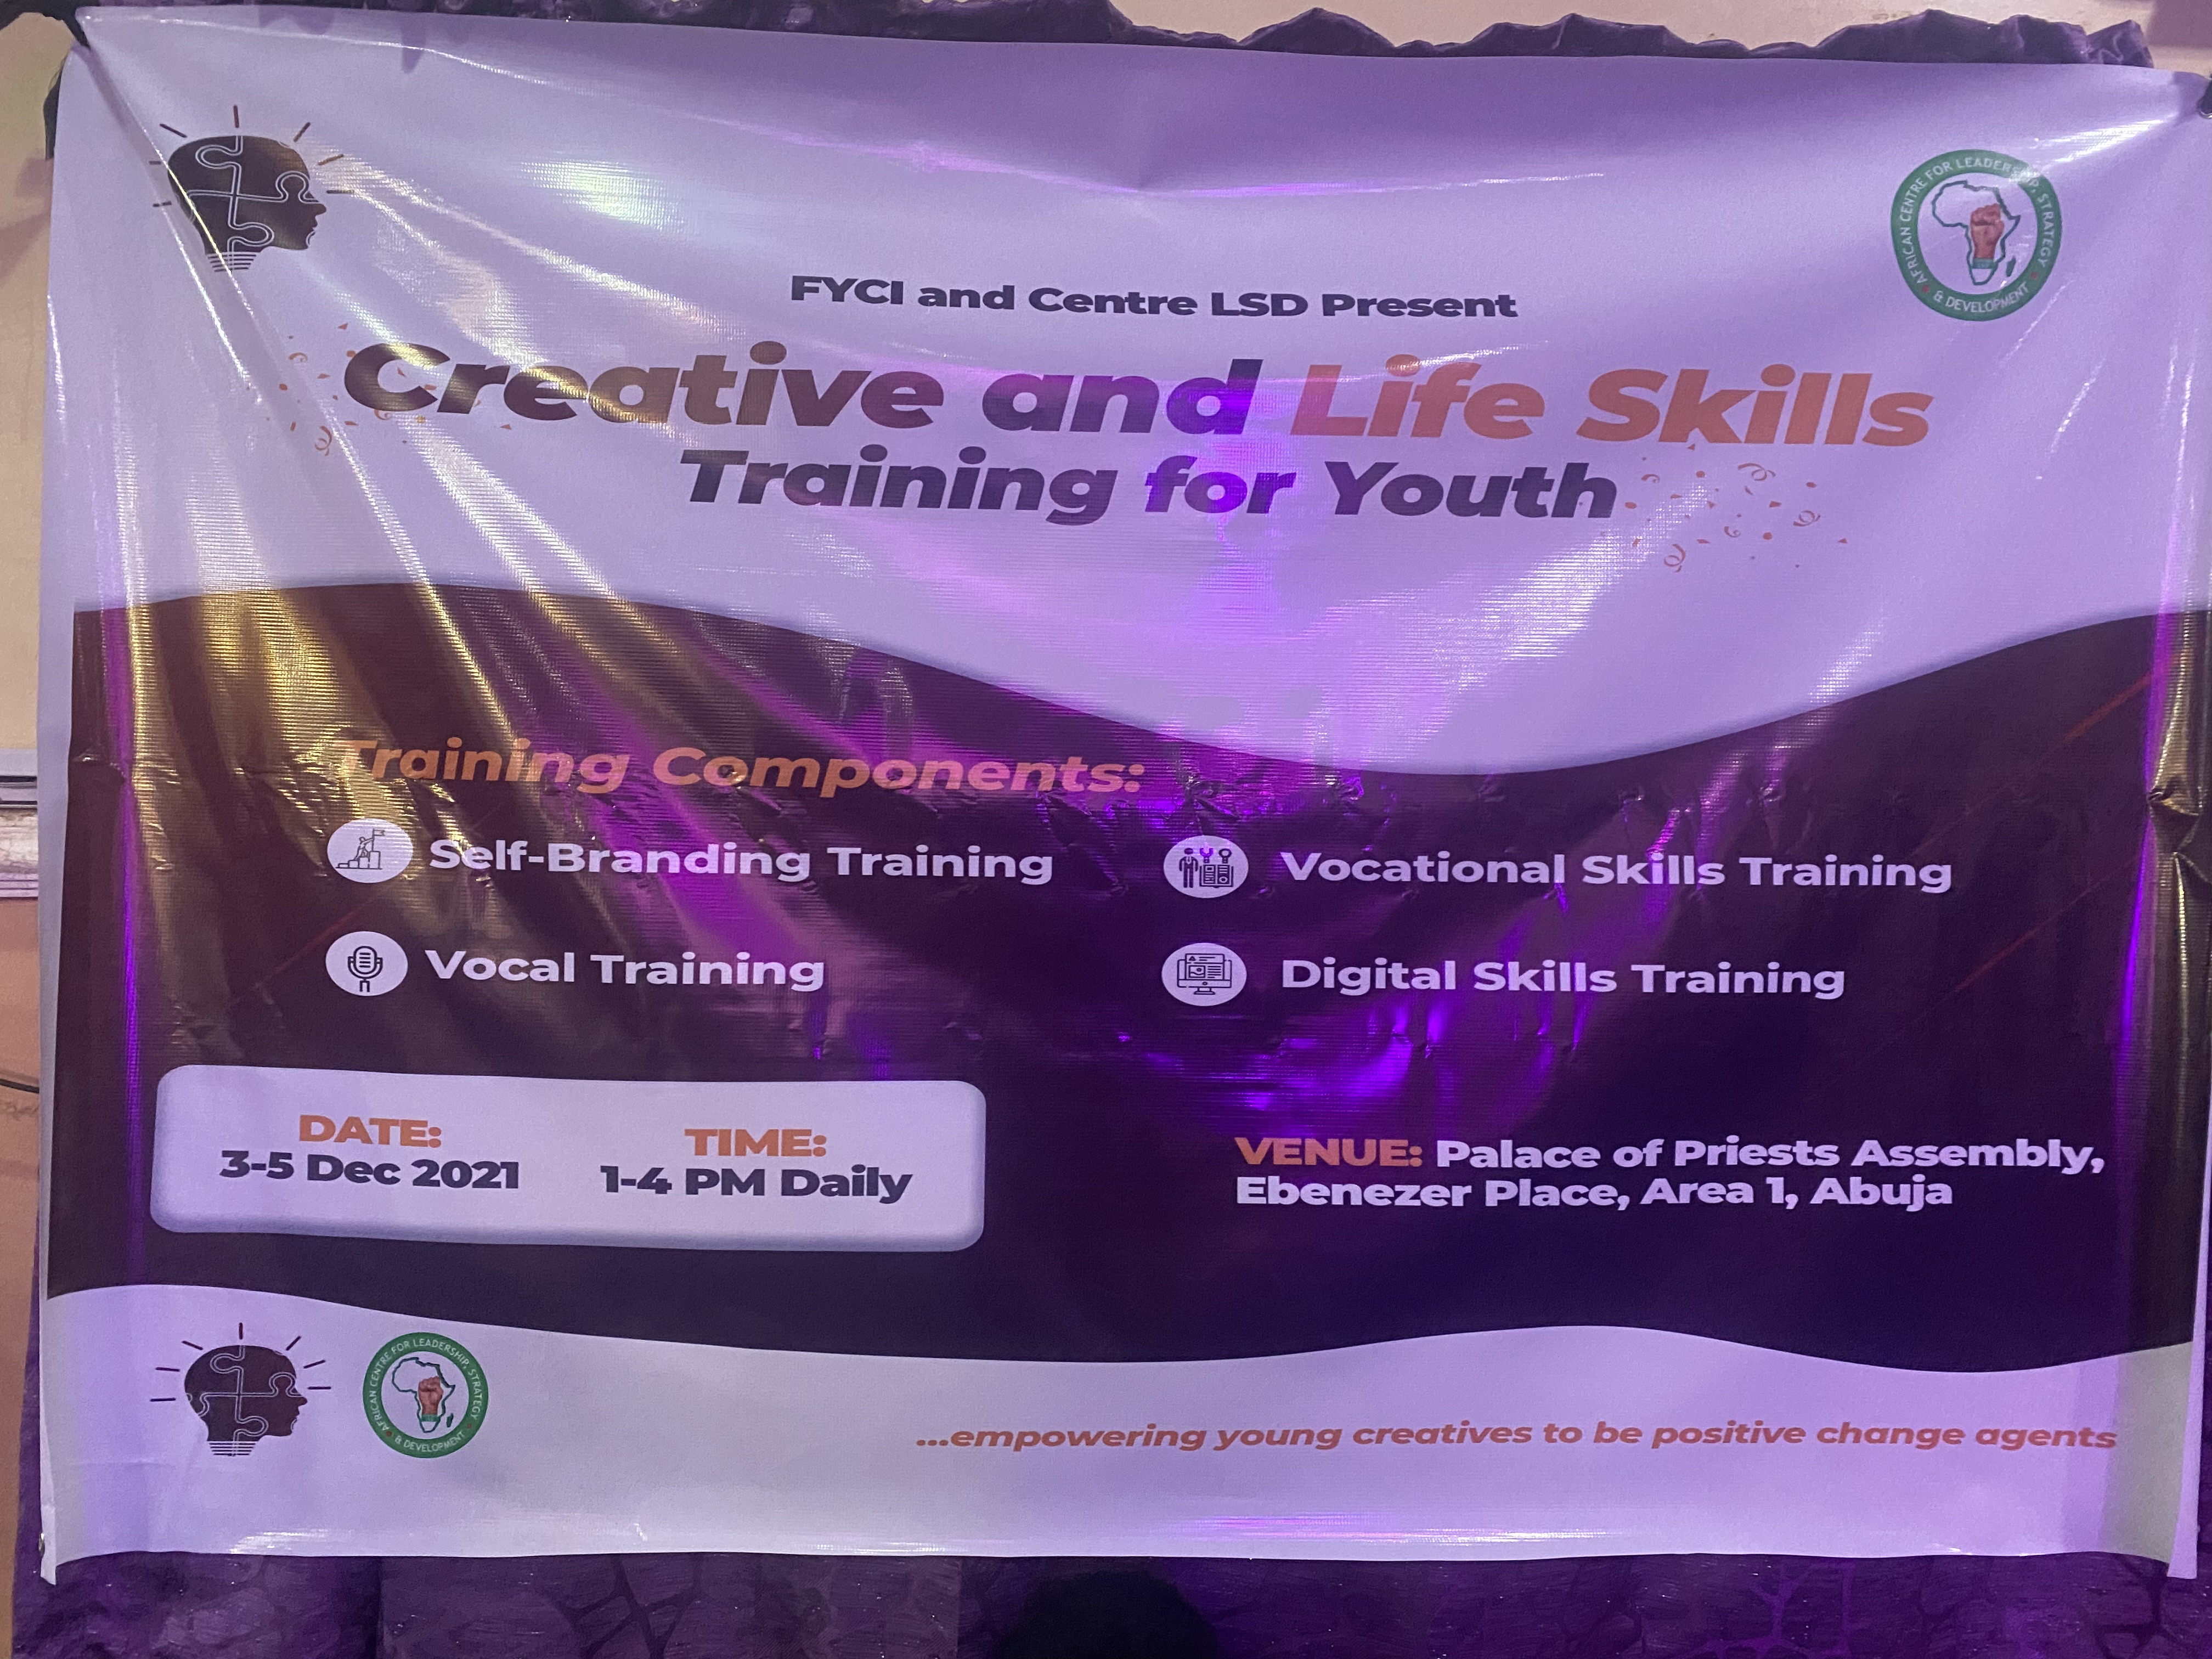 AFRICAN CENTRE FOR LEADERSHIP, STRATEGY & DEVELOPMENT
FYCI and Centre LSD Present
Creative and Life Skills
Training for Youth
Training Components:
Self-Branding Training
Vocational Skills Training
Vocal Training
Digital Skills Training
DATE:
3-5 Dec 2021
TIME:
1-4 PM Daily
VENUE: Palace of Priests Assembly,
Ebenezer Place, Area 1, Abuja
AFRICAN CENTRE FOR LEADERSHIP, STRATEGY & DEVELOPMENT
...empowering young creatives to be positive change agents